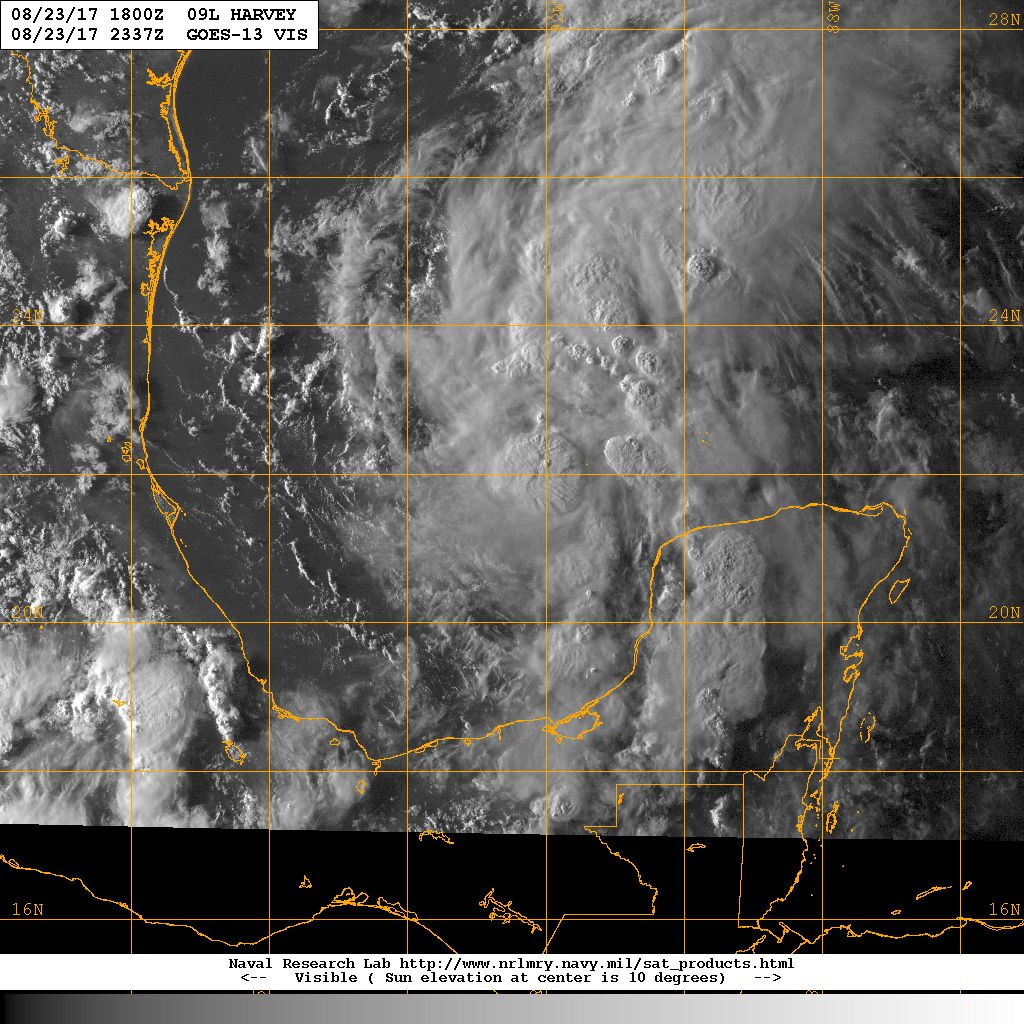 08/23/17 1800Z 09L HARVEY
08/23/17 2337Z GOES-13 VIS
92W
88W
28N
24N
24N
20N
20N
16N
16N
Naval Research Lab http://www.nrlmry.navy.mil/sat_products.html
<-- Visible ( Sun elevation at center is 10 degrees) -->